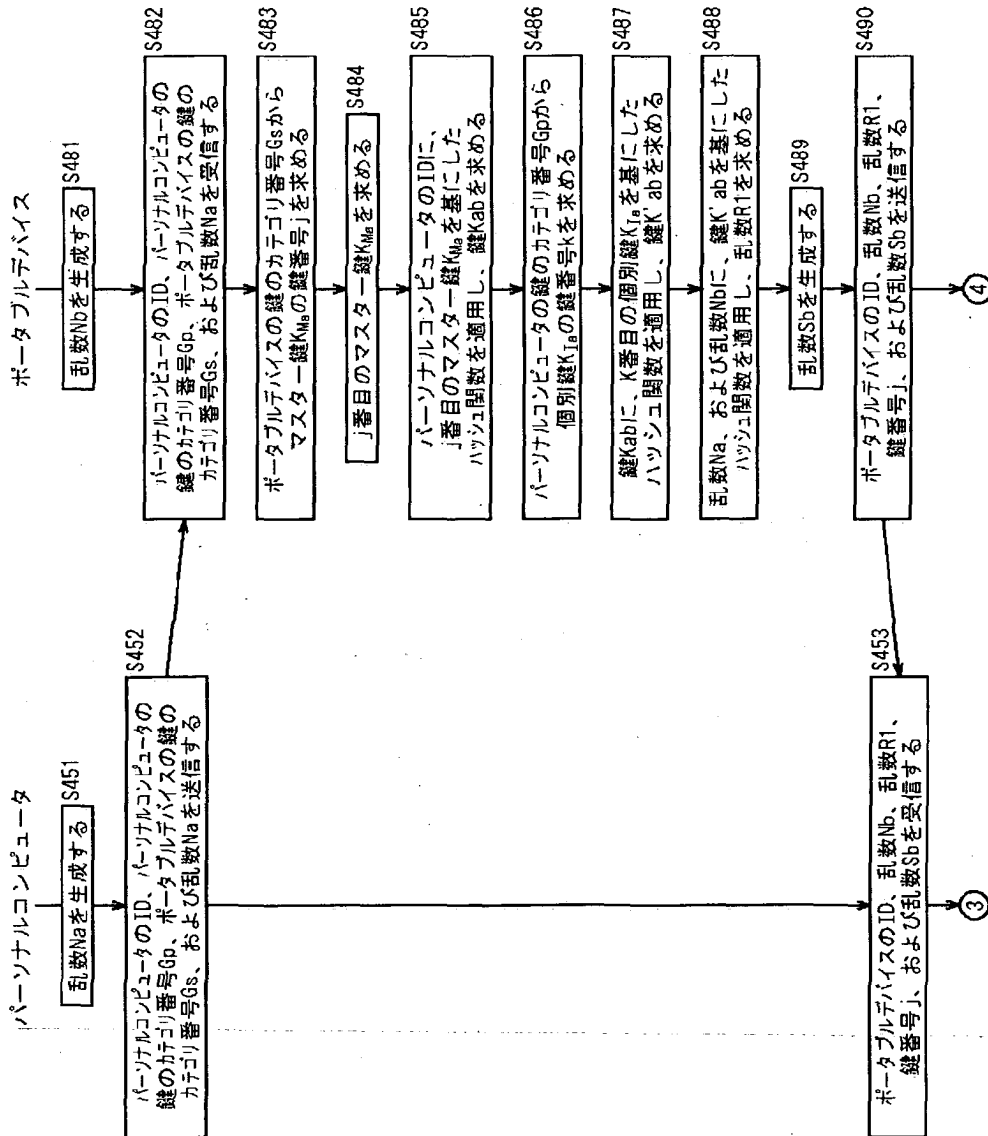 パーソナルコンピュータ
乱数Naを生成する
S451
S452
パーソナルコンピュータのID、パーソナルコンピュータの
鍵のカテゴリ番号Gp、ポータブルデバイスの鍵の
カテゴリ番号Gs、および乱数Naを送信する
S453
ポータブルデバイスのID、乱数Nb、乱数R1、
鍵番号j、および乱数Sbを受信する
③
ポータブルデバイス
乱数Nbを生成する
S481
S482
パーソナルコンピュータのID、パーソナルコンピュータの
鍵のカテゴリ番号Gp、ポータブルデバイスの鍵の
カテゴリ番号Gs、および乱数Naを受信する
S483
ポータブルデバイスの鍵のカテゴリ番号Gsから
マスター鍵KMaの鍵番号jを求める
S484
j番目のマスター鍵KMaを求める
S485
パーソナルコンピュータのIDに、
j番目のマスター鍵KMaを基にした
ハッシュ関数を適用し、鍵Kabを求める
S486
パーソナルコンピュータの鍵のカテゴリ番号Gpから
個別鍵KIaの鍵番号kを求める
S487
鍵Kabに、K番目の個別鍵KIaを基にした
ハッシュ関数を適用し、鍵K'abを求める
S488
乱数Na、および乱数Nbに、鍵K'abを基にした
ハッシュ関数を適用し、乱数R1を求める
S489
乱数Sbを生成する
S490
ポータブルデバイスのID、乱数Nb、乱数R1、
鍵番号j、および乱数Sbを送信する
④